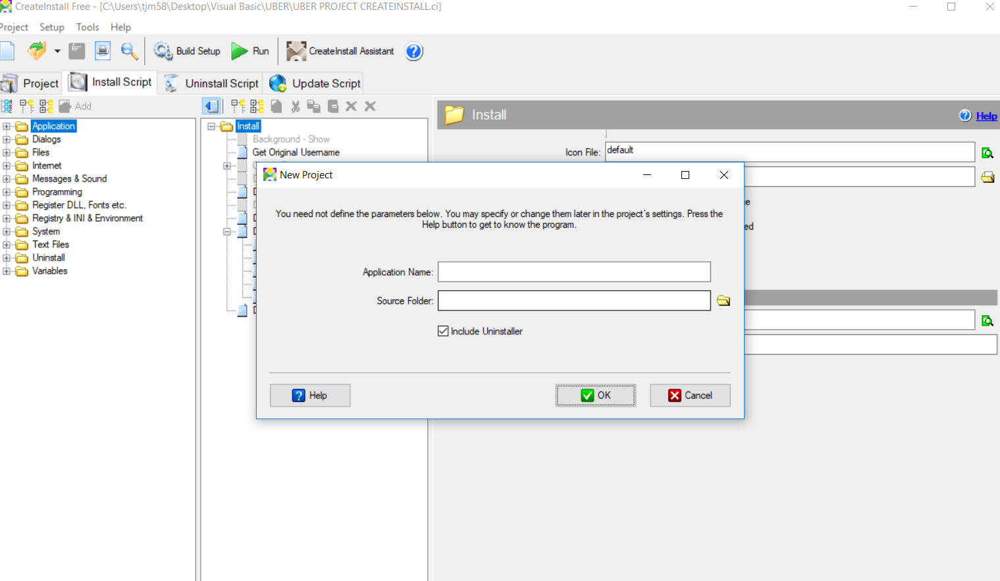 CreateInstall Free - [C:\Users\tjm58\Desktop\Visual Basic\UBER\UBER PROJECT CREATEINSTALL.ci]
Project Setup Tools Help
Build Setup Run CreateInstall Assistant
Project Install Script Uninstall Script Update Script
Add
Application
Dialogs
Files
Internet
Messages & Sound
Programming
Register DLL, Fonts etc.
Registry & INI & Environment
System
Text Files
Uninstall
Variables
Install
Background - Show
Get Original Username
Install
Help
Icon File: default
New Project
You need not define the parameters below. You may specify or change them later in the project's settings. Press the
Help button to get to know the program.
Application Name:
Source Folder:
Include Uninstaller
Help OK Cancel